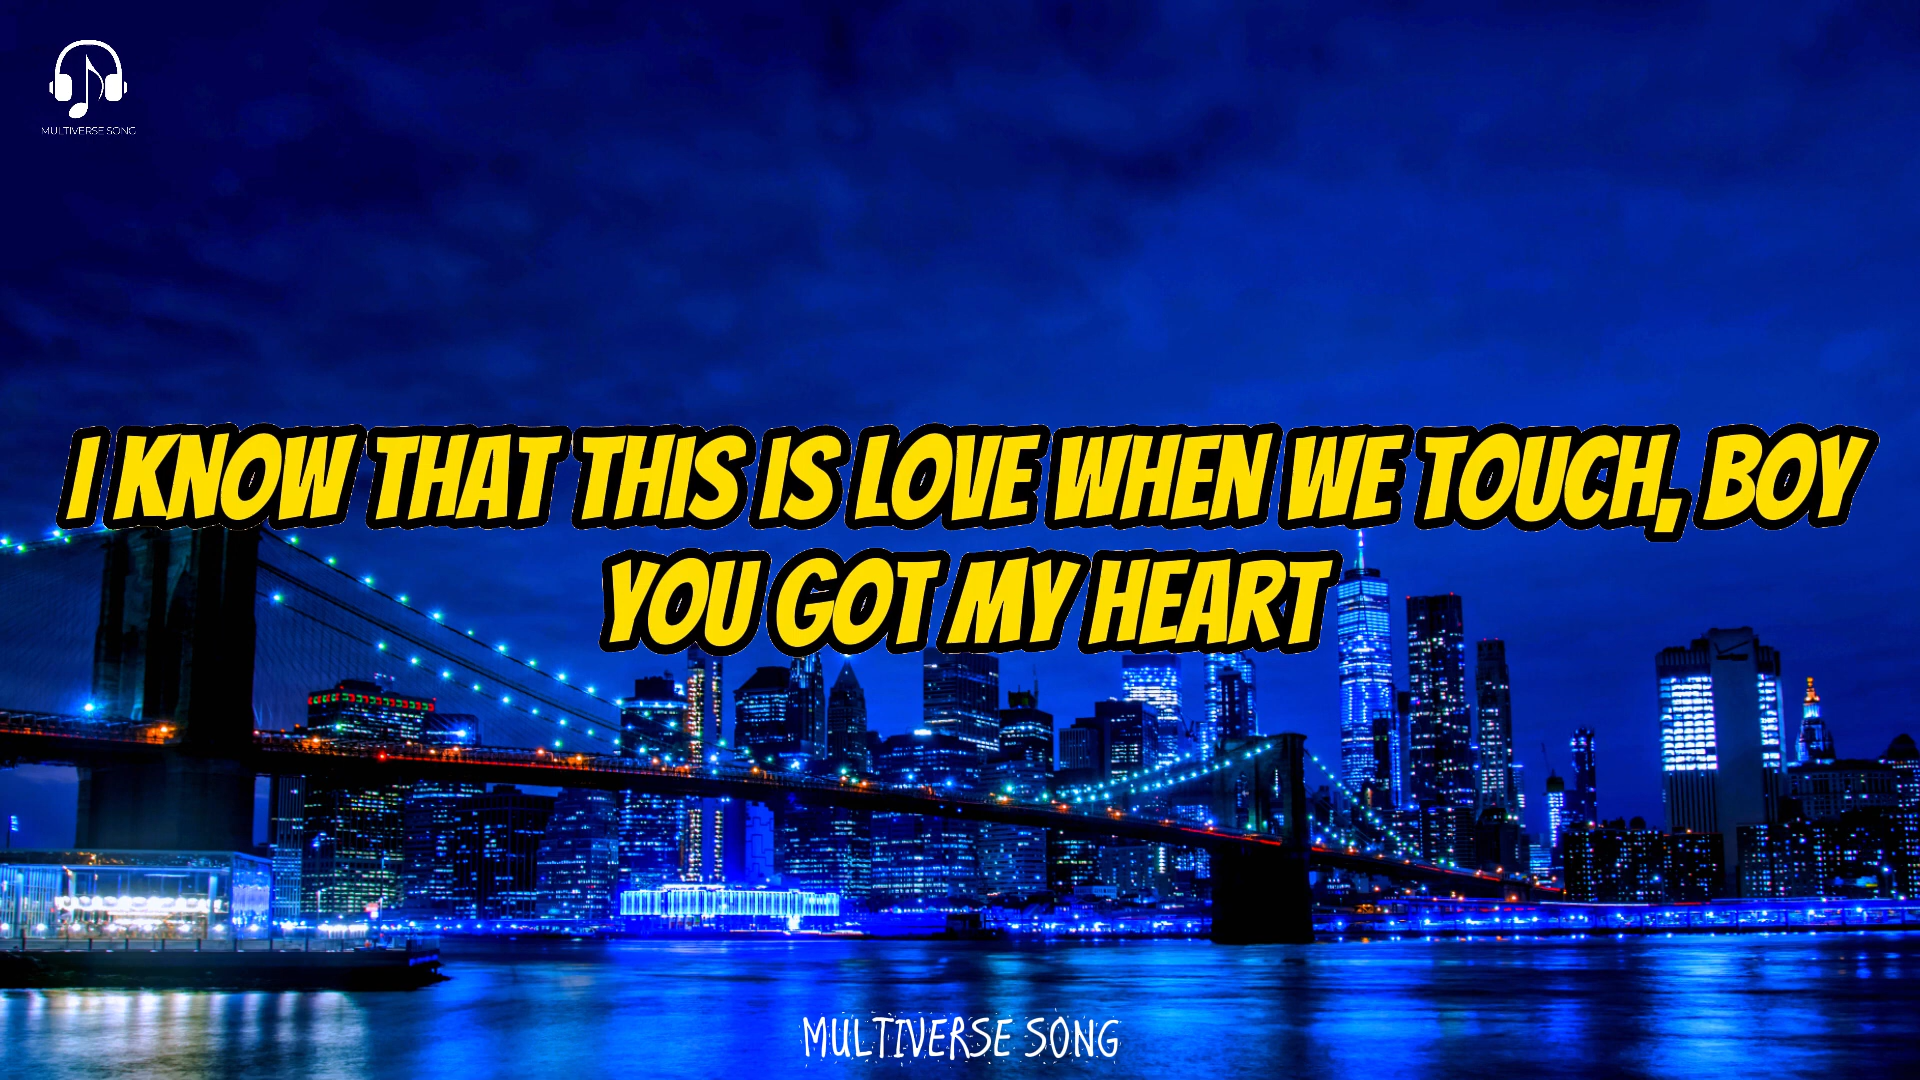 MULTIVERSE SONG
I KNOW THAT THIS IS LOVE WHEN WE TOUCH, BOY
YOU GOT MY HEART
MULTIVERSE SONG